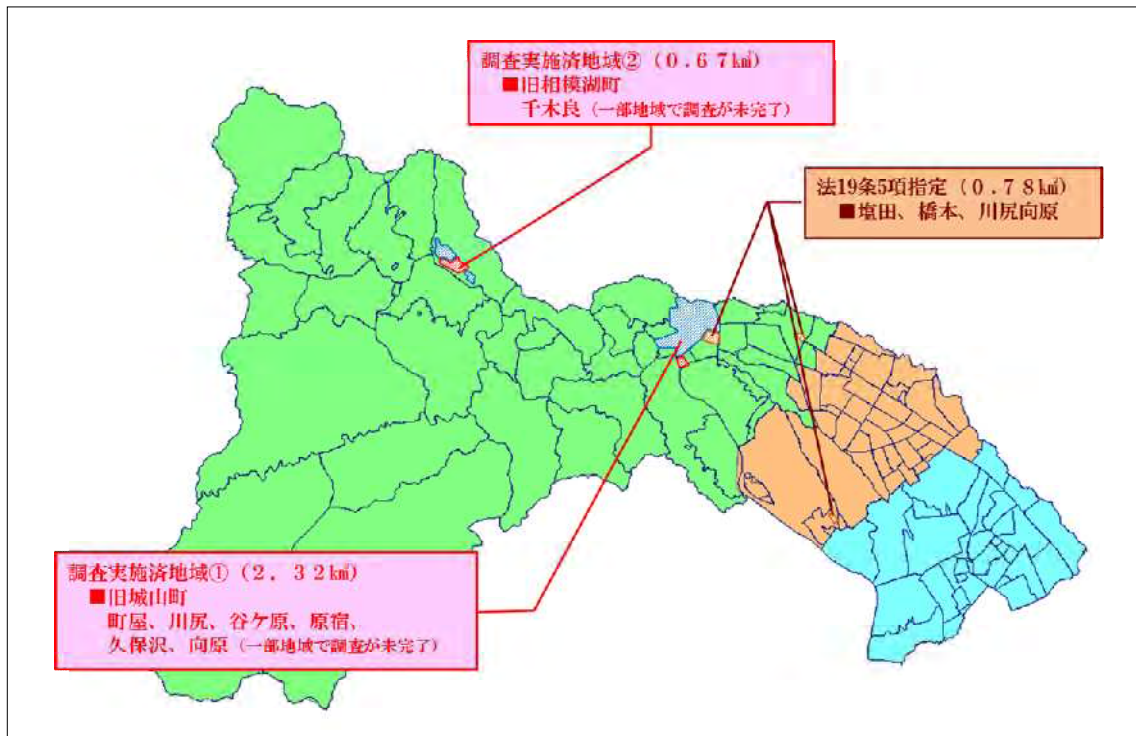 調査実施済地域② (0.67k㎡)
■旧相模湖町
千木良 (一部地域で調査が未完了)
法19条5項指定 (0.78k㎡)
■塩田、橋本、川尻向原
調査実施済地域① (2.32k㎡)
■旧城山町
町屋、川尻、谷ケ原、原宿、
久保沢、向原 (一部地域で調査が未完了)